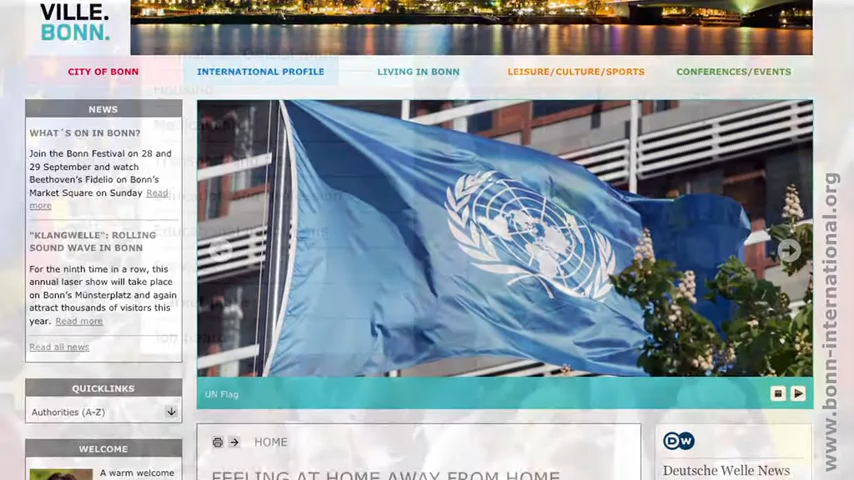 VILLE.
BONN.
CITY OF BONN
INTERNATIONAL PROFILE
LIVING IN BONN
LEISURE/CULTURE/SPORTS
CONFERENCES/EVENTS
NEWS
WHAT´S ON IN BONN?
Join the Bonn Festival on 28 and
29 September and watch
Beethoven's Fidelio on Bonn's
Market Square on Sunday Read
more
"KLANGWELLE": ROLLING
SOUND WAVE IN BONN
For the ninth time in a row, this
annual laser show will take place
on Bonn's Münsterplatz and again
attract thousands of visitors this
year. Read more
Read all news
QUICKLINKS
Authorities (A-Z)
WELCOME
A warm welcome
UN Flag
HOME
FEELING AT HOME AWAY FROM HOME
DW
Deutsche Welle News
www.bonn-international.org